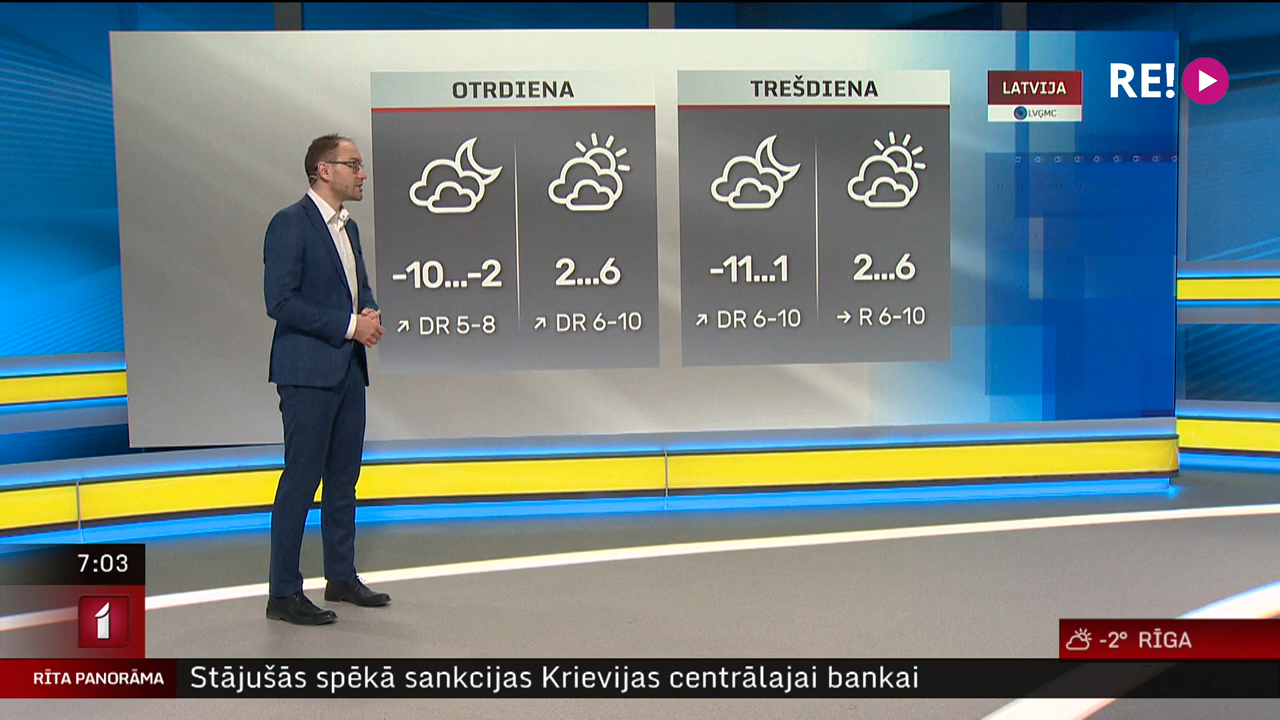 OTRDIENA
-10...-2
2...6
DR 5-8
DR 6-10
TREŠDIENA
-11...1
2...6
DR 6-10
R 6-10
LATVIJA
LVĢMC
RE!
7:03
1
-2° RĪGA
RĪTA PANORĀMA
Stājušās spēkā sankcijas Krievijas centrālajai bankai